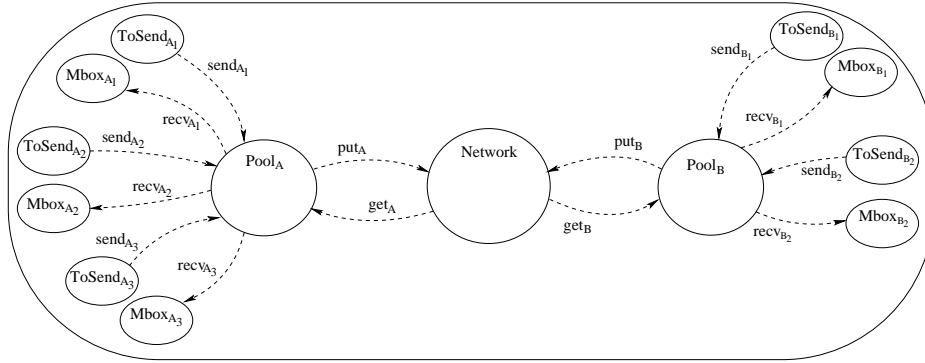 ToSend_A1
Mbox_A1
send_A1
recv_A1
ToSend_A2
send_A2
Mbox_A2
recv_A2
send_A3
ToSend_A3
recv_A3
Mbox_A3
Pool_A
put_A
get_A
Network
put_B
get_B
Pool_B
send_B1
ToSend_B1
Mbox_B1
recv_B1
ToSend_B2
send_B2
Mbox_B2
recv_B2